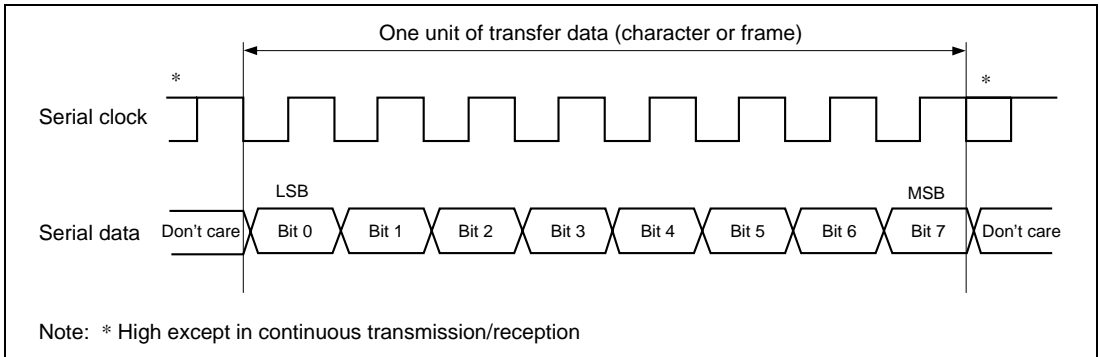 One unit of transfer data (character or frame)
* *
Serial clock
LSB MSB
Serial data Don't care Bit 0 Bit 1 Bit 2 Bit 3 Bit 4 Bit 5 Bit 6 Bit 7 Don't care
Note: * High except in continuous transmission/reception